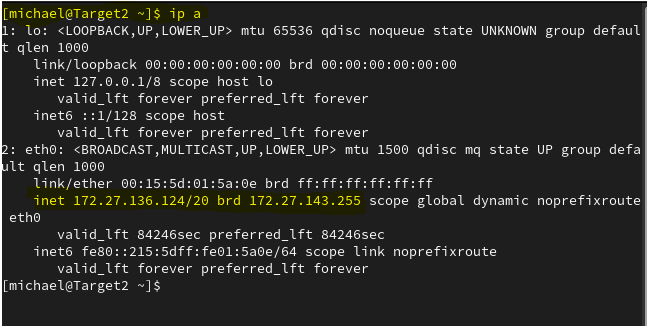 [michael@Target2 ~]$ ip a
1: lo: <LOOPBACK,UP,LOWER_UP> mtu 65536 qdisc noqueue state UNKNOWN group defaul
t qlen 1000
    link/loopback 00:00:00:00:00:00 brd 00:00:00:00:00:00
    inet 127.0.0.1/8 scope host lo
       valid_lft forever preferred_lft forever
    inet6 ::1/128 scope host
       valid_lft forever preferred_lft forever
2: eth0: <BROADCAST,MULTICAST,UP,LOWER_UP> mtu 1500 qdisc mq state UP group defa
ult qlen 1000
    link/ether 00:15:5d:01:5a:0e brd ff:ff:ff:ff:ff:ff
    inet 172.27.136.124/20 brd 172.27.143.255 scope global dynamic noprefixroute
 eth0
       valid_lft 84246sec preferred_lft 84246sec
    inet6 fe80::215:5dff:fe01:5a0e/64 scope link noprefixroute
       valid_lft forever preferred_lft forever
[michael@Target2 ~]$